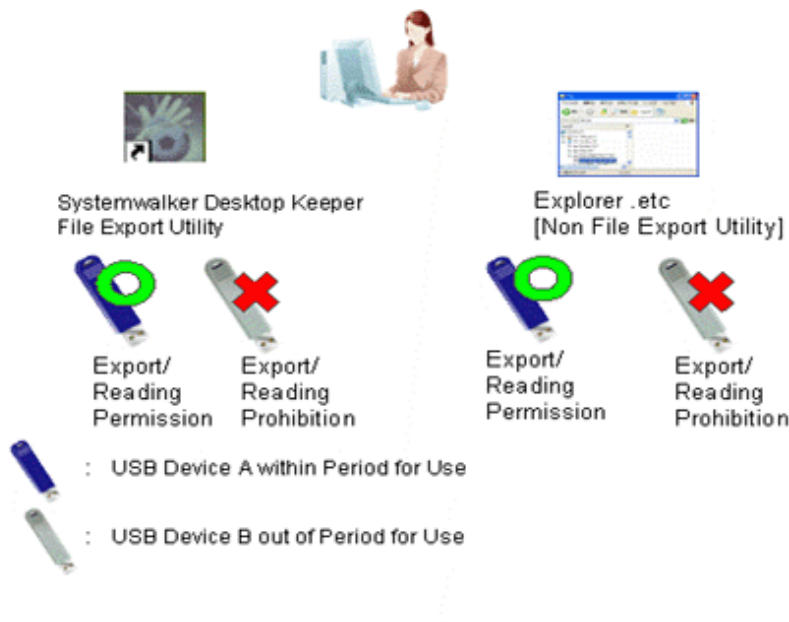 Systemwalker Desktop Keeper
File Export Utility
Explorer .etc
[Non File Export Utility]
Export/
Reading
Permission
Export/
Reading
Prohibition
Export/
Reading
Permission
Export/
Reading
Prohibition
: USB Device A within Period for Use
: USB Device B out of Period for Use